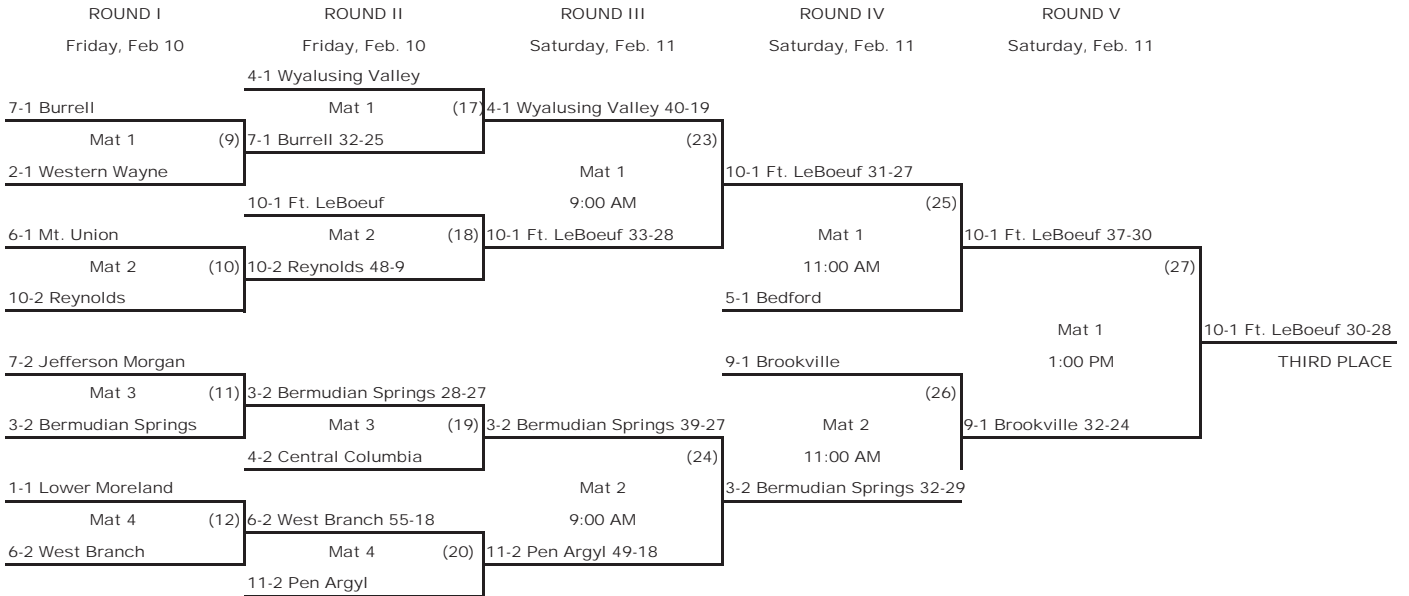 ROUND I ROUND II ROUND III ROUND IV ROUND V
Friday, Feb 10 Friday, Feb. 10 Saturday, Feb. 11 Saturday, Feb. 11 Saturday, Feb. 11
4-1 Wyalusing Valley
7-1 Burrell Mat 1 (17) 4-1 Wyalusing Valley 40-19
Mat 1 (9) 7-1 Burrell 32-25 (23)
2-1 Western Wayne Mat 1 10-1 Ft. LeBoeuf 31-27
10-1 Ft. LeBoeuf 9:00 AM (25)
6-1 Mt. Union Mat 2 (18) 10-1 Ft. LeBoeuf 33-28 Mat 1 10-1 Ft. LeBoeuf 37-30
Mat 2 (10) 10-2 Reynolds 48-9 11:00 AM (27)
10-2 Reynolds 5-1 Bedford
Mat 1 10-1 Ft. LeBoeuf 30-28
7-2 Jefferson Morgan 9-1 Brookville 1:00 PM THIRD PLACE
Mat 3 (11) 3-2 Bermudian Springs 28-27 (26)
3-2 Bermudian Springs Mat 3 (19) 3-2 Bermudian Springs 39-27 Mat 2 9-1 Brookville 32-24
4-2 Central Columbia (24) 11:00 AM
1-1 Lower Moreland Mat 2 3-2 Bermudian Springs 32-29
Mat 4 (12) 6-2 West Branch 55-18 9:00 AM
6-2 West Branch Mat 4 (20) 11-2 Pen Argyl 49-18
11-2 Pen Argyl